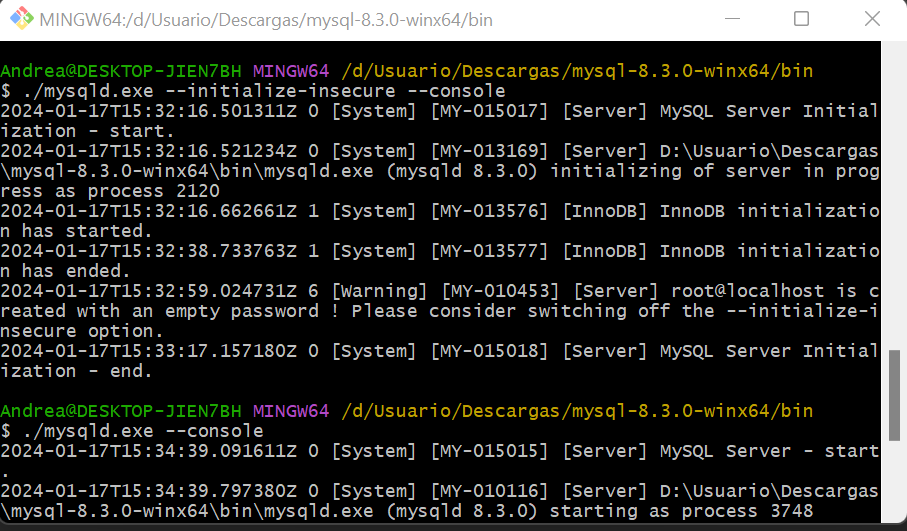 MINGW64:/d/Usuario/Descargas/mysql-8.3.0-winx64/bin
Andrea@DESKTOP-JIEN7BH MINGW64 /d/Usuario/Descargas/mysql-8.3.0-winx64/bin
$ ./mysqld.exe --initialize-insecure --console
2024-01-17T15:32:16.501311Z 0 [System] [MY-015017] [Server] MySQL Server Initial
ization - start.
2024-01-17T15:32:16.521234Z 0 [System] [MY-013169] [Server] D:\Usuario\Descargas
\mysql-8.3.0-winx64\bin\mysqld.exe (mysqld 8.3.0) initializing of server in prog
ress as process 2120
2024-01-17T15:32:16.662661Z 1 [System] [MY-013576] [InnoDB] InnoDB initializatio
n has started.
2024-01-17T15:32:38.733763Z 1 [System] [MY-013577] [InnoDB] InnoDB initializatio
n has ended.
2024-01-17T15:32:59.024731Z 6 [Warning] [MY-010453] [Server] root@localhost is c
reated with an empty password ! Please consider switching off the --initialize-i
nsecure option.
2024-01-17T15:33:17.157180Z 0 [System] [MY-015018] [Server] MySQL Server Initial
ization - end.
Andrea@DESKTOP-JIEN7BH MINGW64 /d/Usuario/Descargas/mysql-8.3.0-winx64/bin
$ ./mysqld.exe --console
2024-01-17T15:34:39.091611Z 0 [System] [MY-015015] [Server] MySQL Server - start
.
2024-01-17T15:34:39.797380Z 0 [System] [MY-010116] [Server] D:\Usuario\Descargas
\mysql-8.3.0-winx64\bin\mysqld.exe (mysqld 8.3.0) starting as process 3748